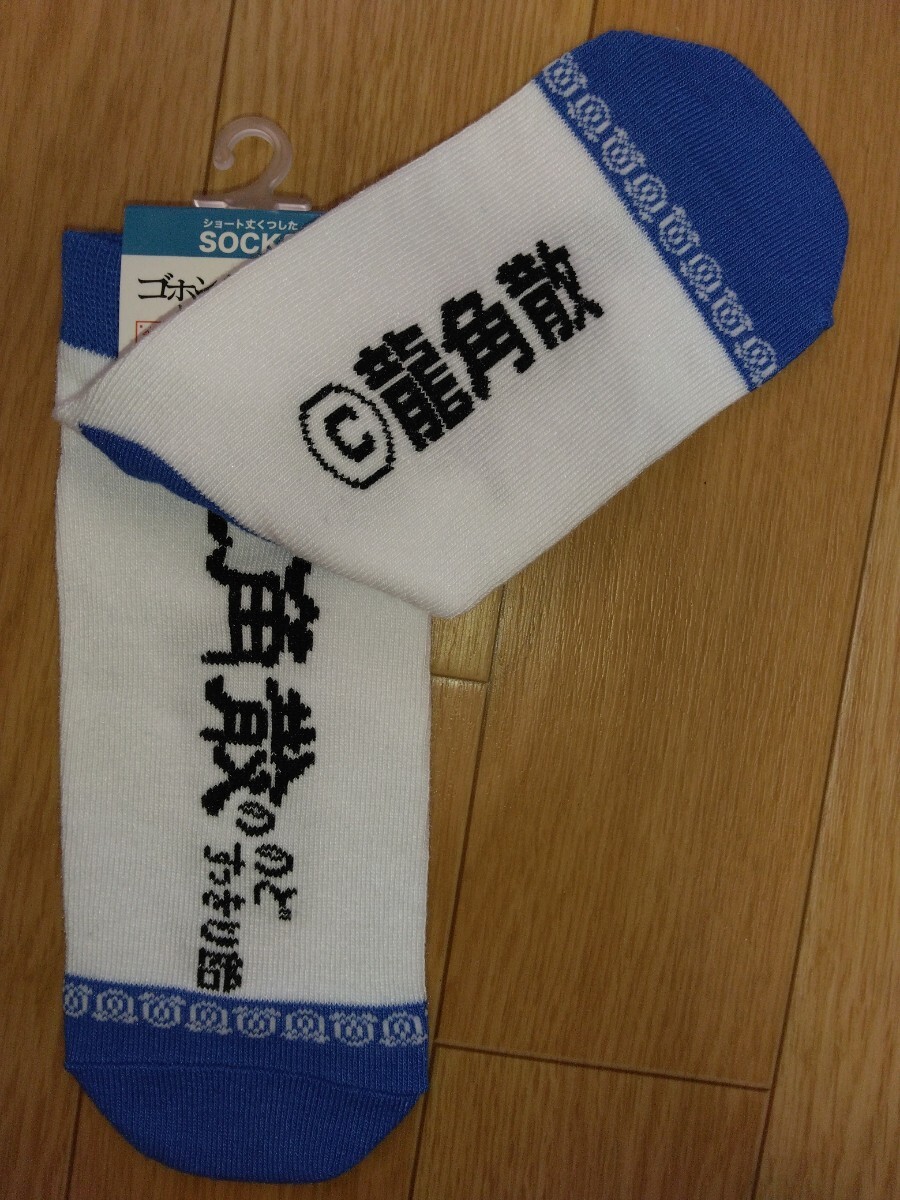 ショート丈くつした
SOCK
ゴホン
©龍角散
角散の
のど
すっきり飴